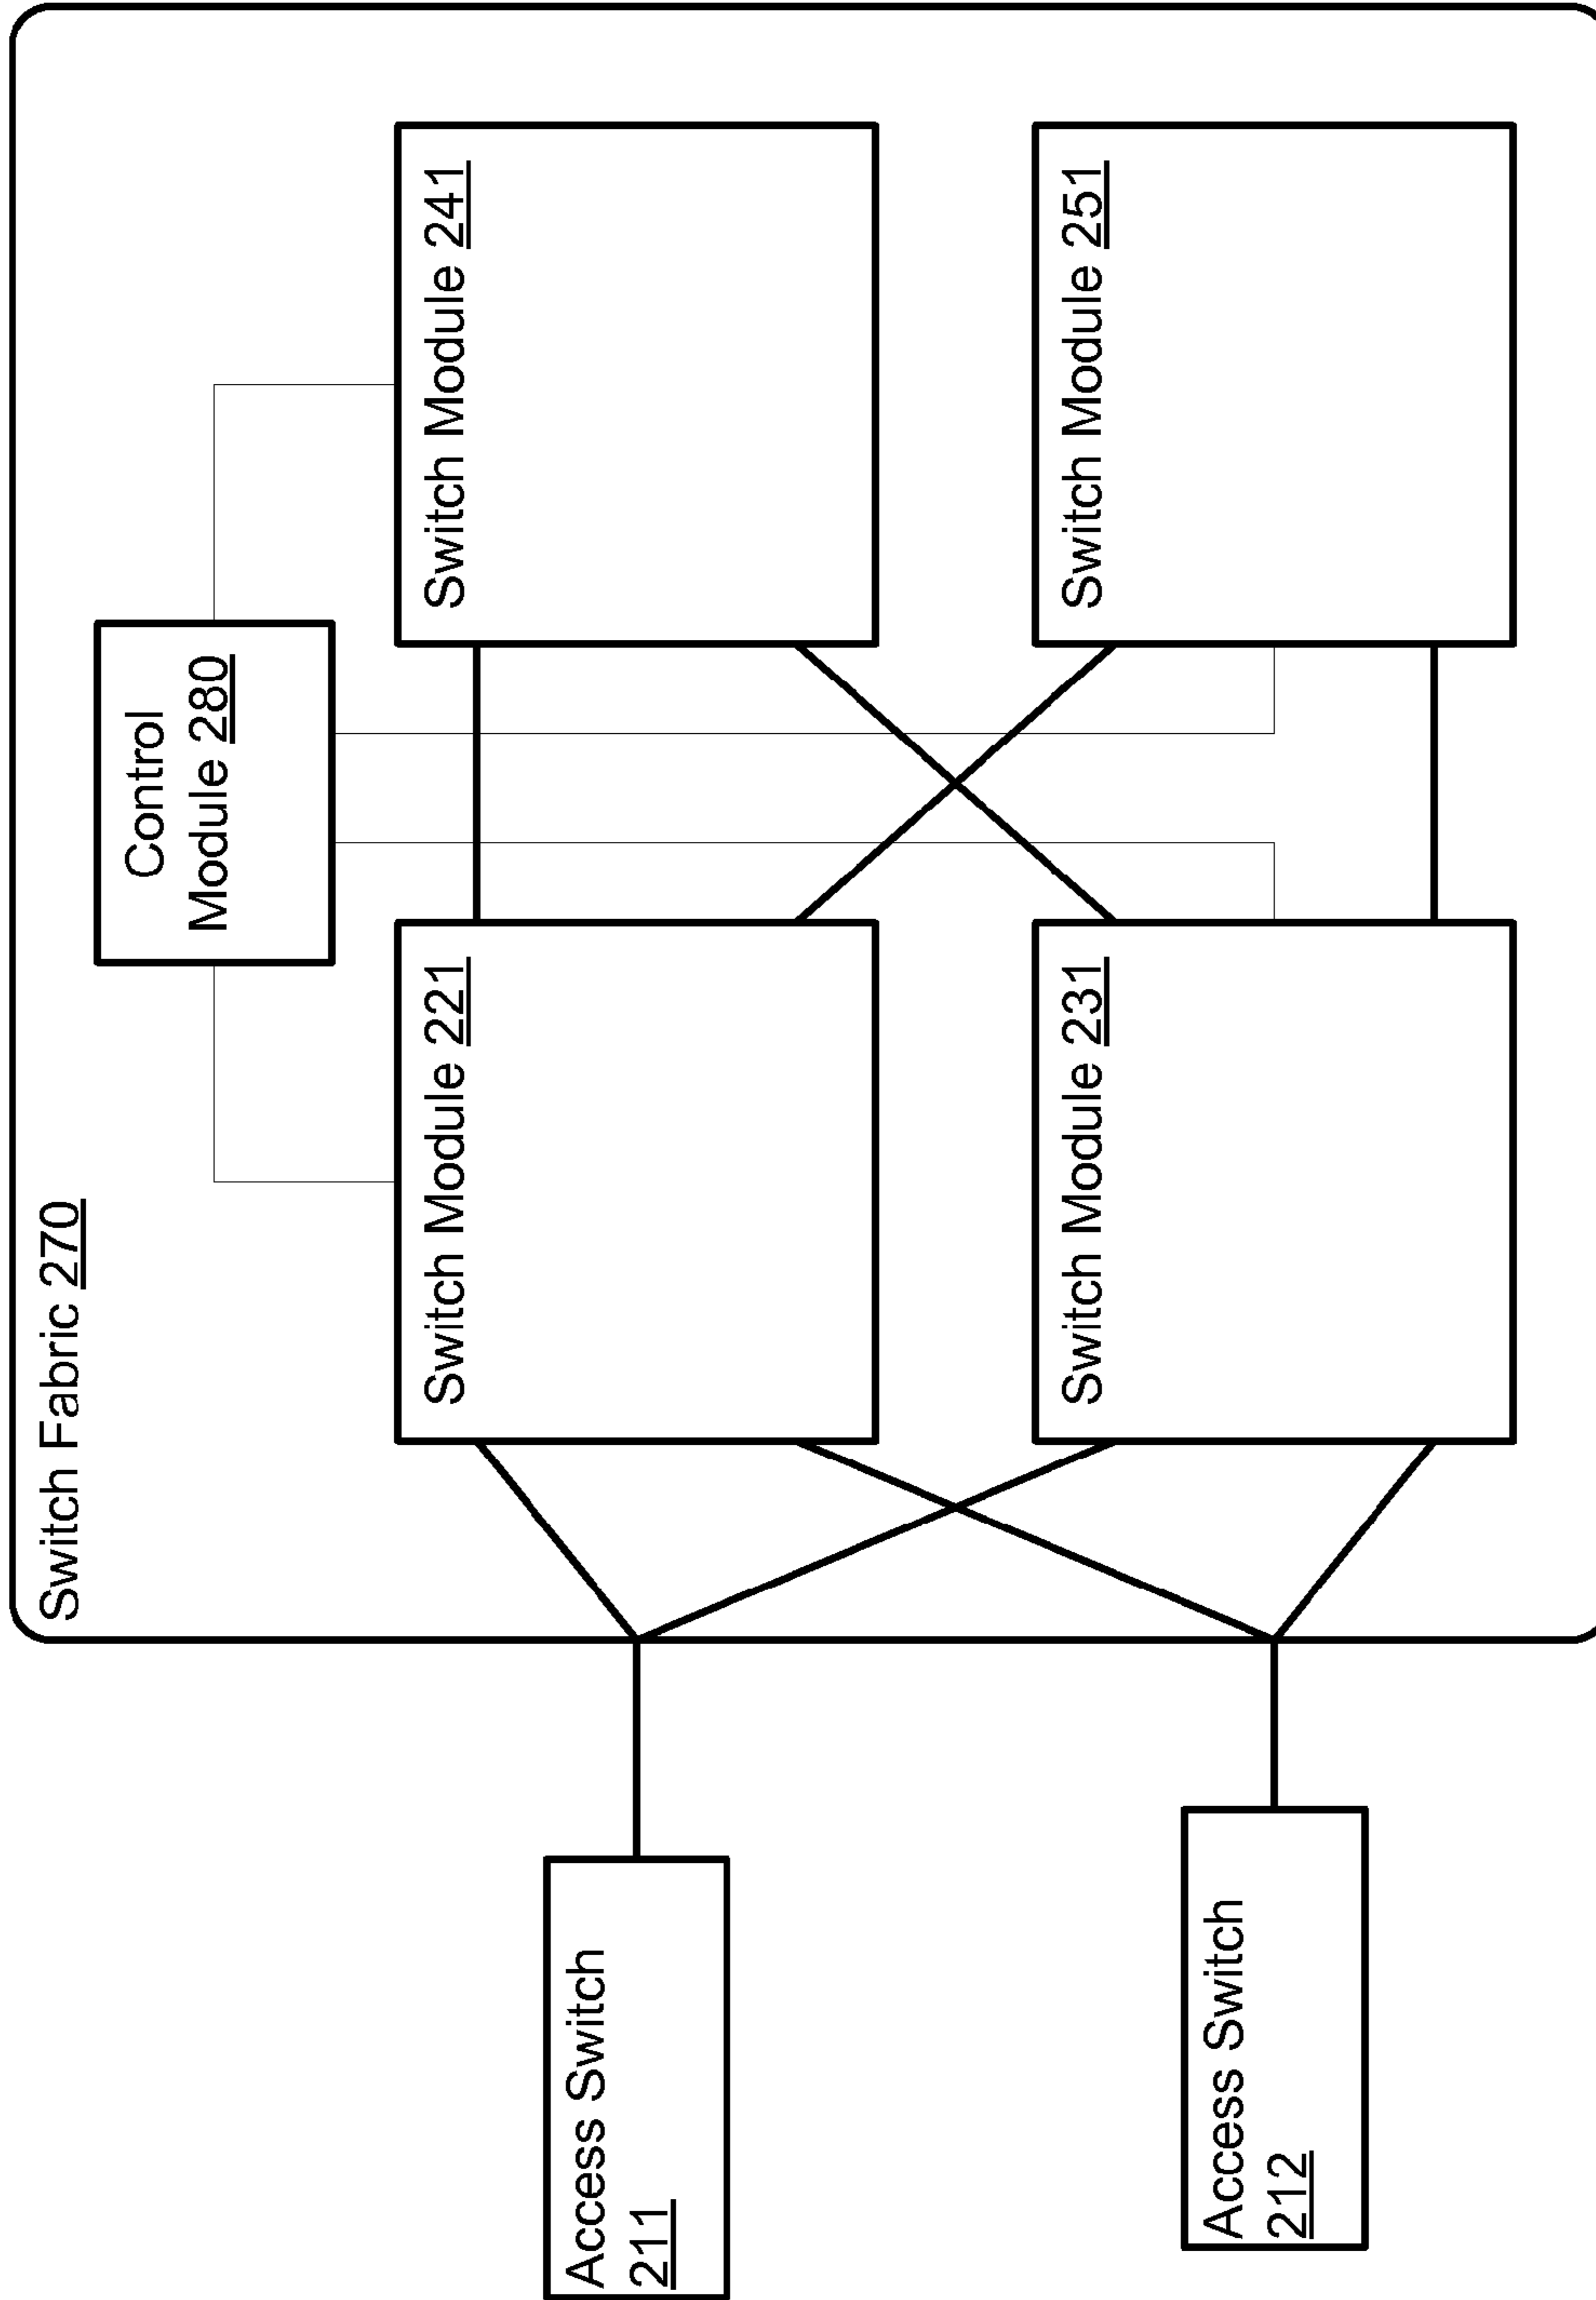 Switch Fabric 270
Control
Module 280
Switch Module 221
Switch Module 241
Access Switch
211
Switch Module 231
Switch Module 251
Access Switch
212